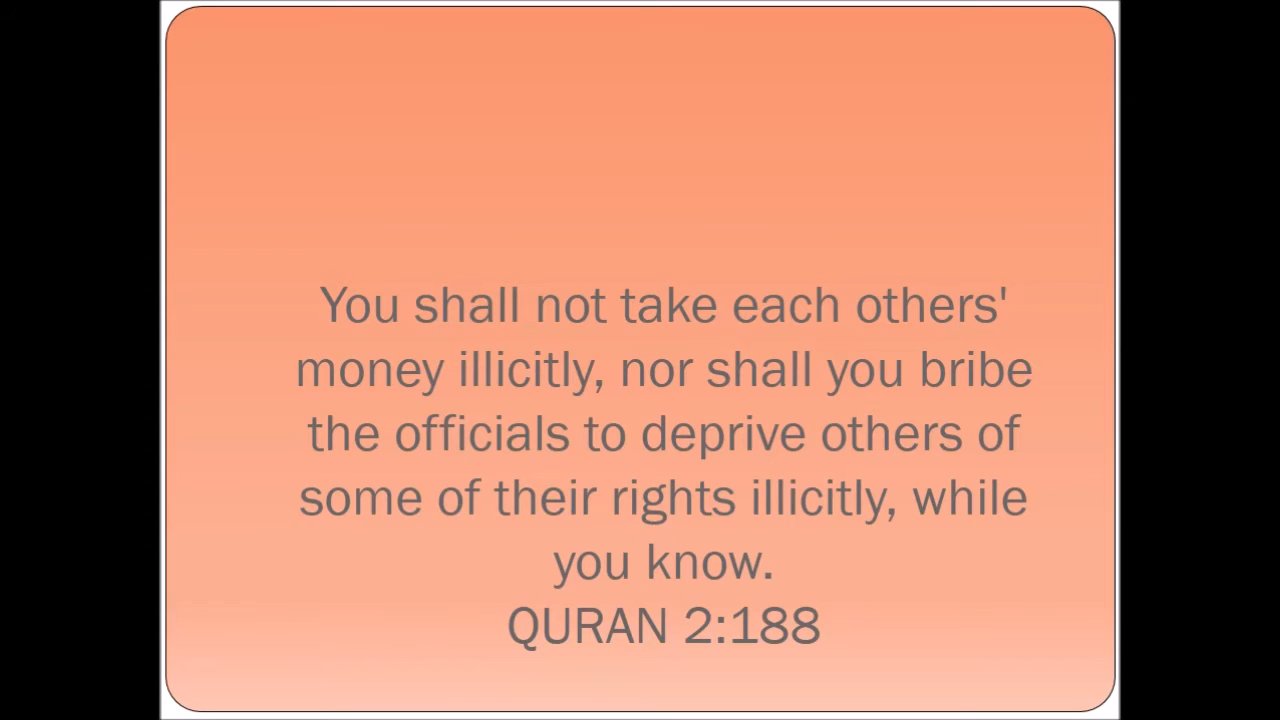 You shall not take each others'
money illicitly, nor shall you bribe
the officials to deprive others of
some of their rights illicitly, while
you know.
QURAN 2:188